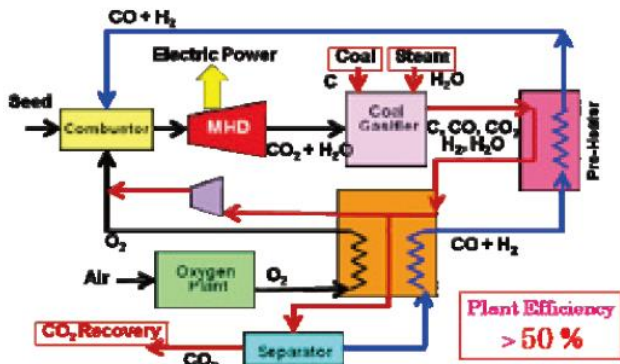 CO + H₂
Electric Power
Coal
Steam
C
H₂O
Seed
Combustor
MHD
CO₂ + H₂O
Coal
Gasifier
C, CO, CO₂
H₂, H₂O
Pre-Heater
O₂
CO + H₂
Air
Oxygen
Plant
O₂
Plant Efficiency
> 50 %
CO₂ Recovery
CO₂
Separator